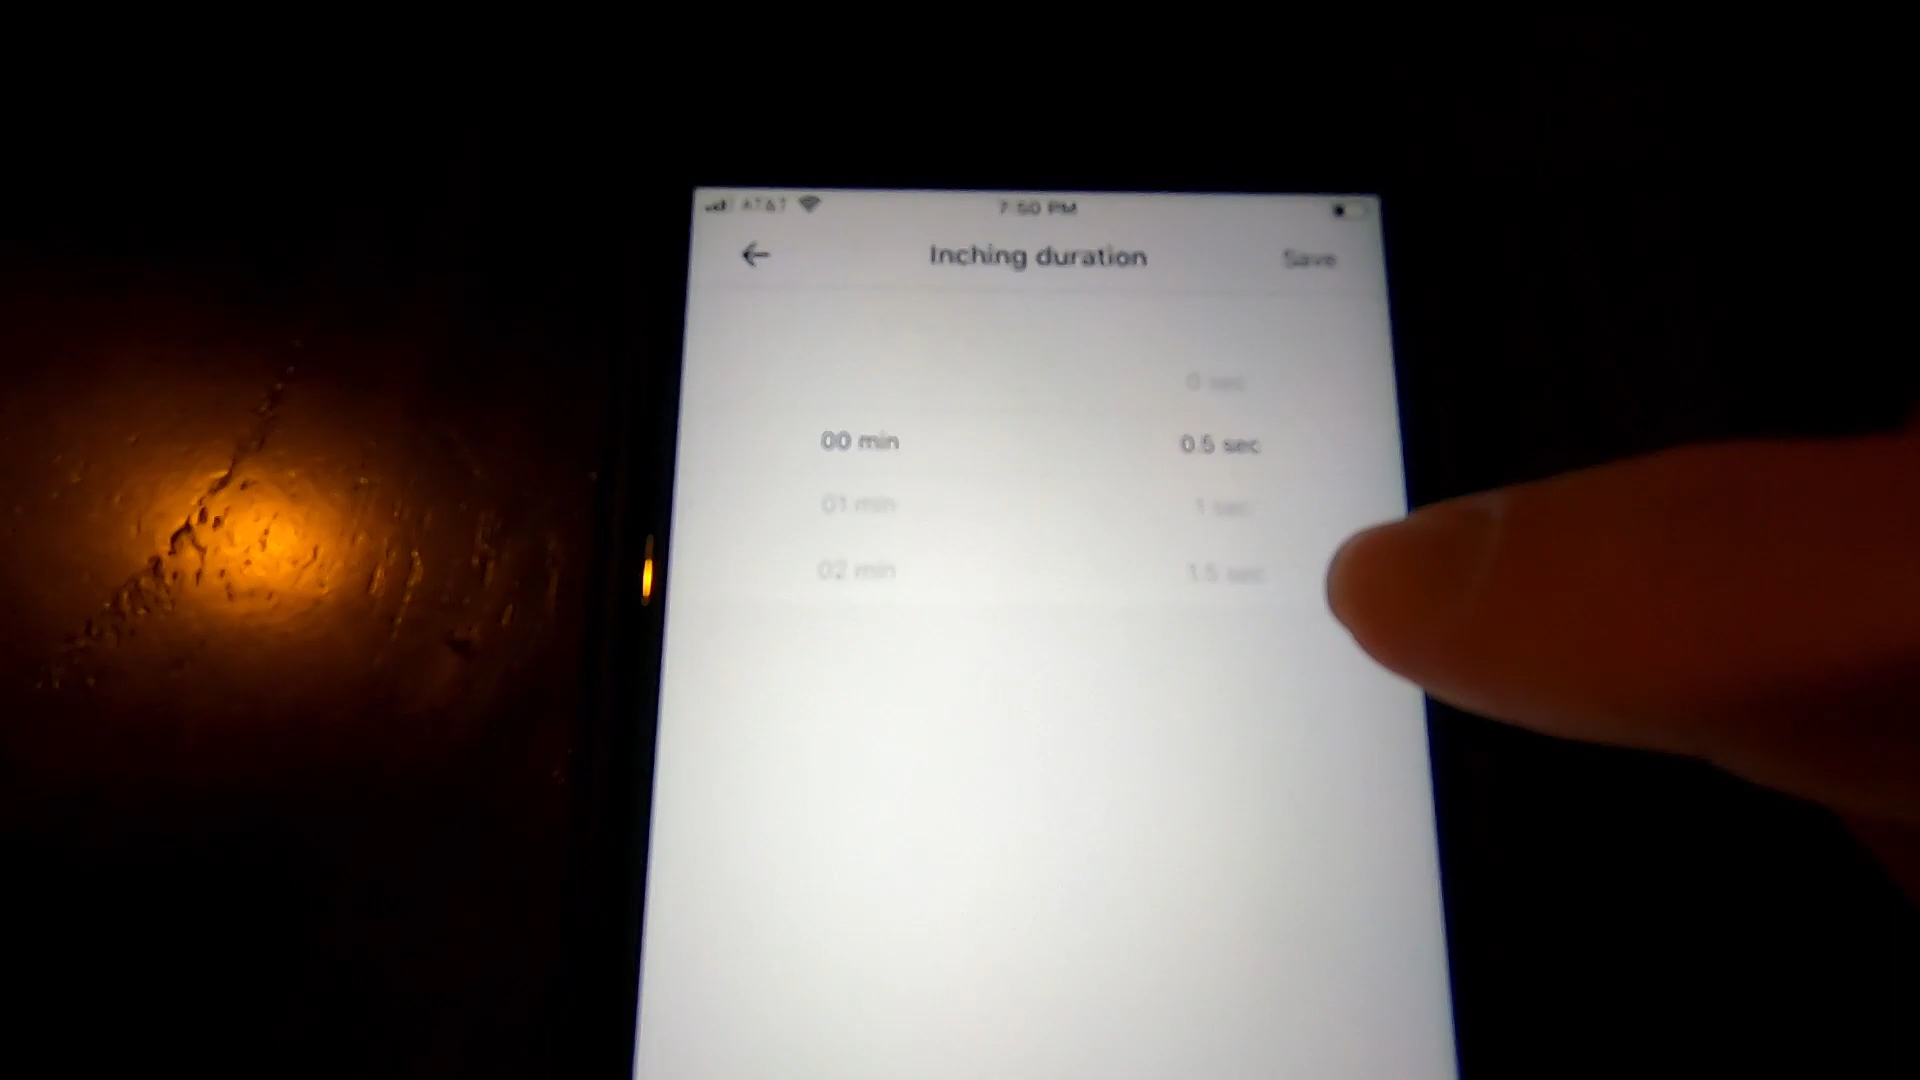 AT&T 7:50 PM
Inching duration Save
0 sec
00 min 0.5 sec
01 min 1 sec
02 min 1.5 sec